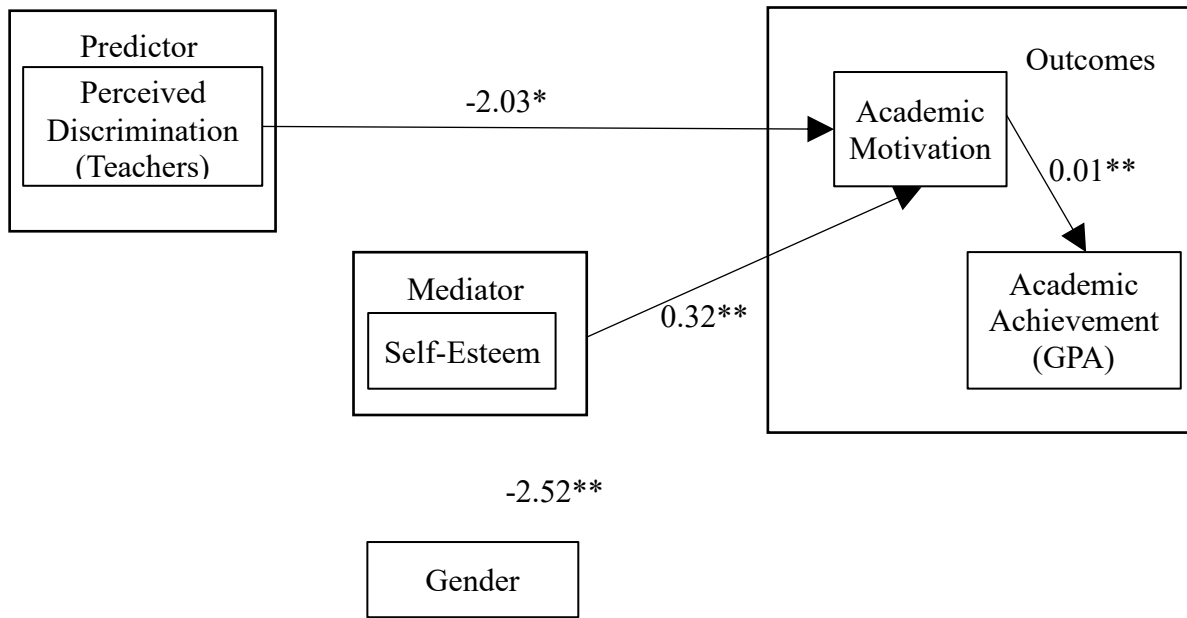 Predictor
Perceived
Discrimination
(Teachers)
-2.03*
Outcomes
Academic
Motivation
0.01**
Academic
Achievement
(GPA)
Mediator
Self-Esteem
0.32**
-2.52**
Gender